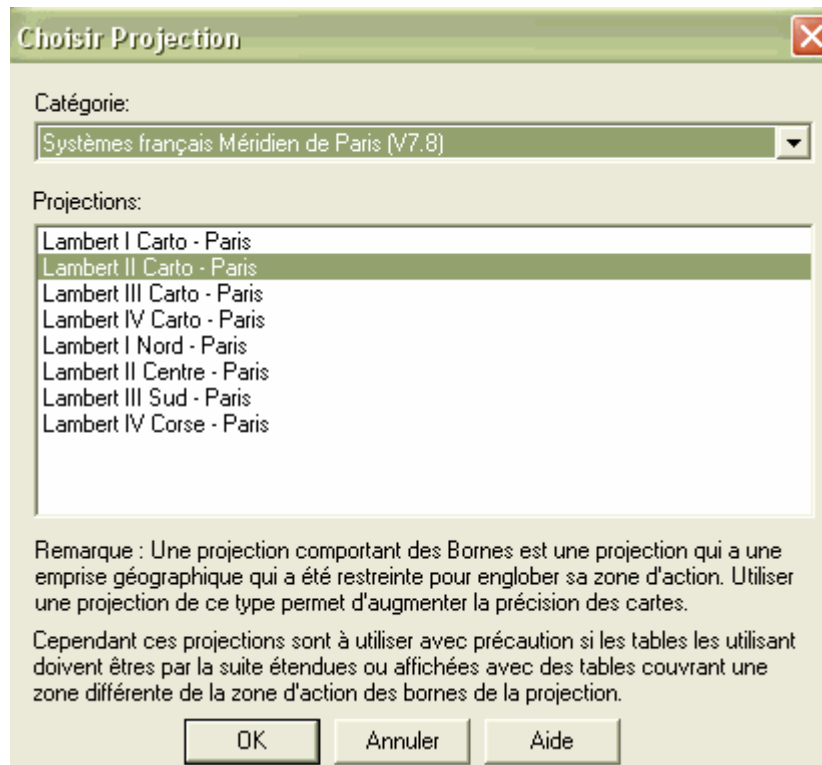 Choisir Projection
Catégorie:
Systèmes français Méridien de Paris (V7.8)
Projections:
Lambert I Carto - Paris
Lambert II Carto - Paris
Lambert III Carto - Paris
Lambert IV Carto - Paris
Lambert I Nord - Paris
Lambert II Centre - Paris
Lambert III Sud - Paris
Lambert IV Corse - Paris
Remarque : Une projection comportant des Bornes est une projection qui a une
emprise géographique qui a été restreinte pour englober sa zone d'action. Utiliser
une projection de ce type permet d'augmenter la précision des cartes.
Cependant ces projections sont à utiliser avec précaution si les tables les utilisant
doivent êtres par la suite étendues ou affichées avec des tables couvrant une
zone différente de la zone d'action des bornes de la projection.
OK Annuler Aide